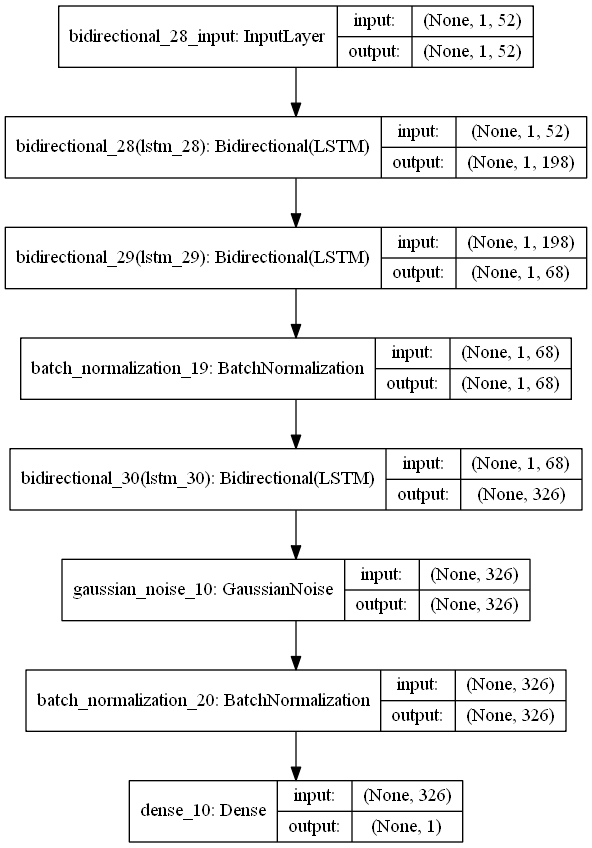 bidirectional_28_input: InputLayer
input: (None, 1, 52)
output: (None, 1, 52)
bidirectional_28(lstm_28): Bidirectional(LSTM)
input: (None, 1, 52)
output: (None, 1, 198)
bidirectional_29(lstm_29): Bidirectional(LSTM)
input: (None, 1, 198)
output: (None, 1, 68)
batch_normalization_19: BatchNormalization
input: (None, 1, 68)
output: (None, 1, 68)
bidirectional_30(lstm_30): Bidirectional(LSTM)
input: (None, 1, 68)
output: (None, 326)
gaussian_noise_10: GaussianNoise
input: (None, 326)
output: (None, 326)
batch_normalization_20: BatchNormalization
input: (None, 326)
output: (None, 326)
dense_10: Dense
input: (None, 326)
output: (None, 1)